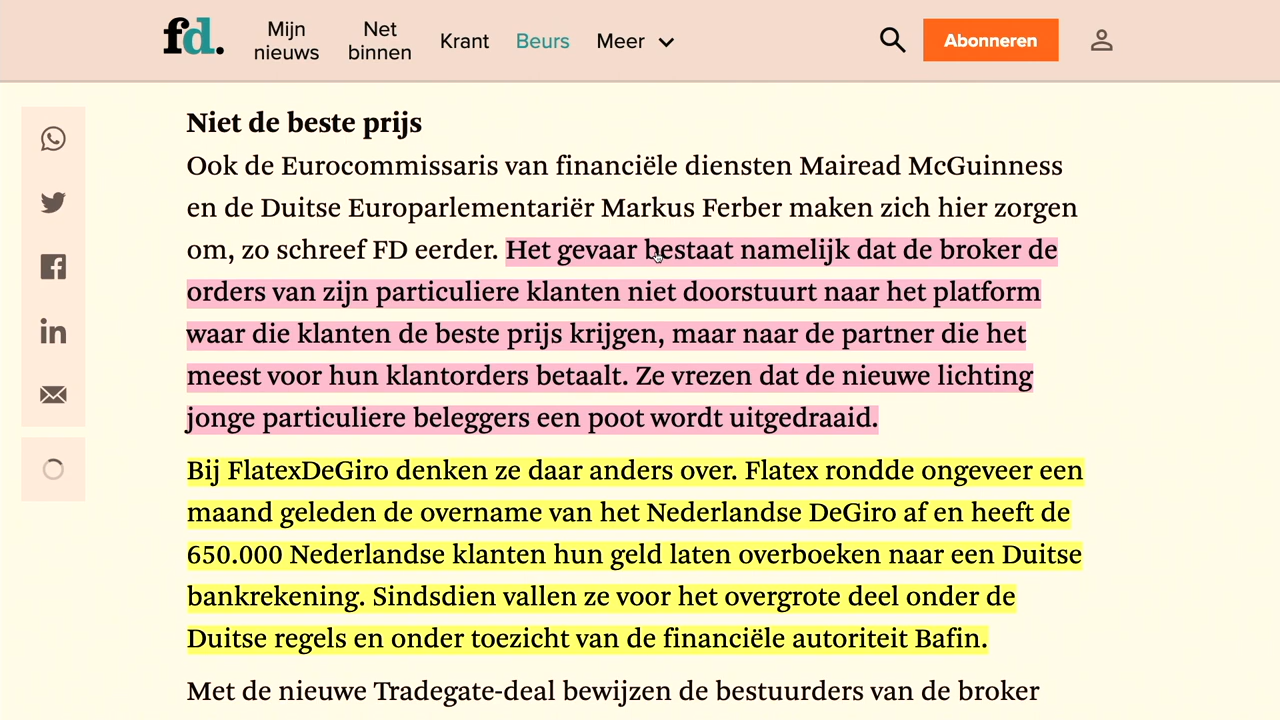 fd.
Mijn nieuws
Net binnen
Krant
Beurs
Meer
Abonneren
Niet de beste prijs
Ook de Eurocommissaris van financiële diensten Mairead McGuinness
en de Duitse Europarlementariër Markus Ferber maken zich hier zorgen
om, zo schreef FD eerder. Het gevaar bestaat namelijk dat de broker de
orders van zijn particuliere klanten niet doorstuurt naar het platform
waar die klanten de beste prijs krijgen, maar naar de partner die het
meest voor hun klantorders betaalt. Ze vrezen dat de nieuwe lichting
jonge particuliere beleggers een poot wordt uitgedraaid.
Bij FlatexDeGiro denken ze daar anders over. Flatex rondde ongeveer een
maand geleden de overname van het Nederlandse DeGiro af en heeft de
650.000 Nederlandse klanten hun geld laten overboeken naar een Duitse
bankrekening. Sindsdien vallen ze voor het overgrote deel onder de
Duitse regels en onder toezicht van de financiële autoriteit Bafin.
Met de nieuwe Tradegate-deal bewijzen de bestuurders van de broker